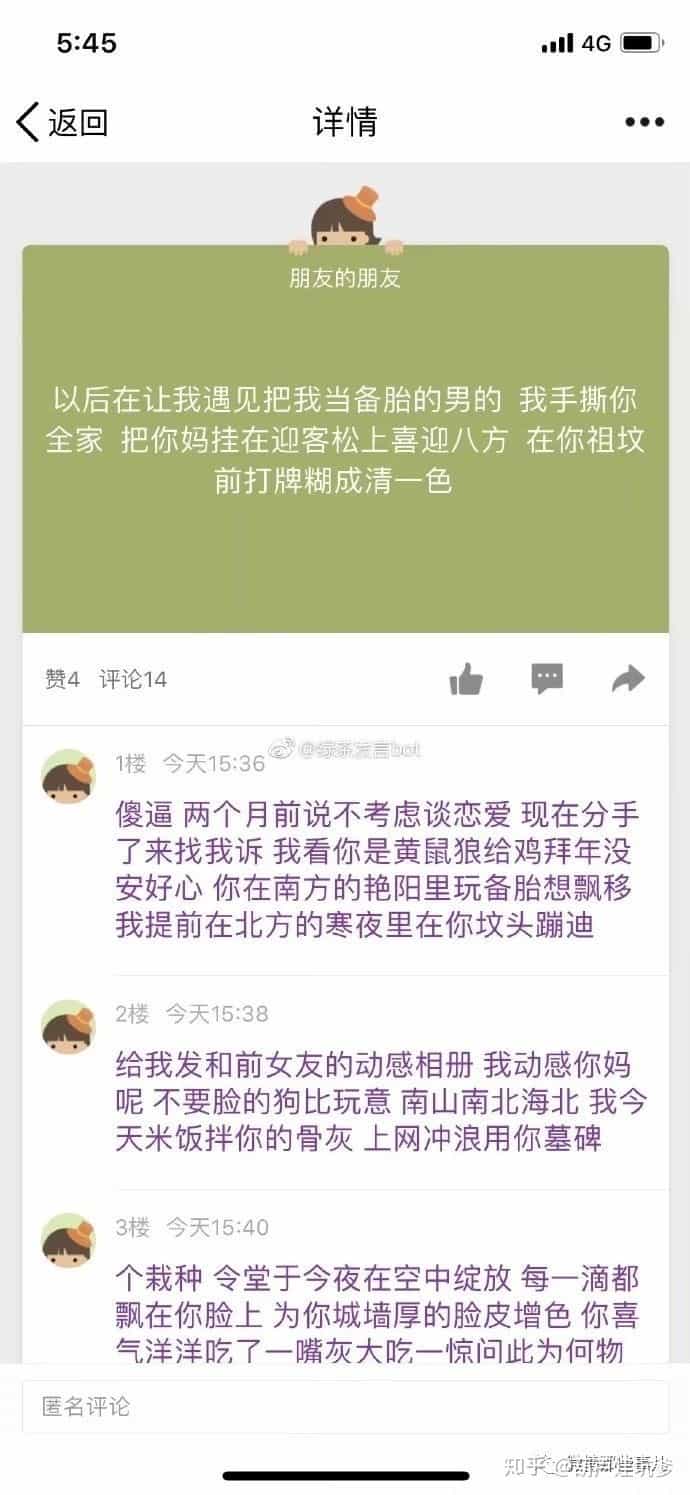 5:45
4G
返回
详情
朋友的朋友
以后在让我遇见把我当备胎的男的 我手撕你
全家 把你妈挂在迎客松上喜迎八方 在你祖坟
前打牌糊成清一色
赞4 评论14
1楼 今天15:36
@绿茶发言bot
傻逼 两个月前说不考虑谈恋爱 现在分手
了来找我诉 我看你是黄鼠狼给鸡拜年没
安好心 你在南方的艳阳里玩备胎想飘移
我提前在北方的寒夜里在你坟头蹦迪
2楼 今天15:38
给我发和前女友的动感相册 我动感你妈
呢 不要脸的狗比玩意 南山南北海北 我今
天米饭拌你的骨灰 上网冲浪用你墓碑
3楼 今天15:40
个栽种 令堂于今夜在空中绽放 每一滴都
飘在你脸上 为你城墙厚的脸皮增色 你喜
气洋洋吃了一嘴灰大吃一惊问此为何物
匿名评论
知乎